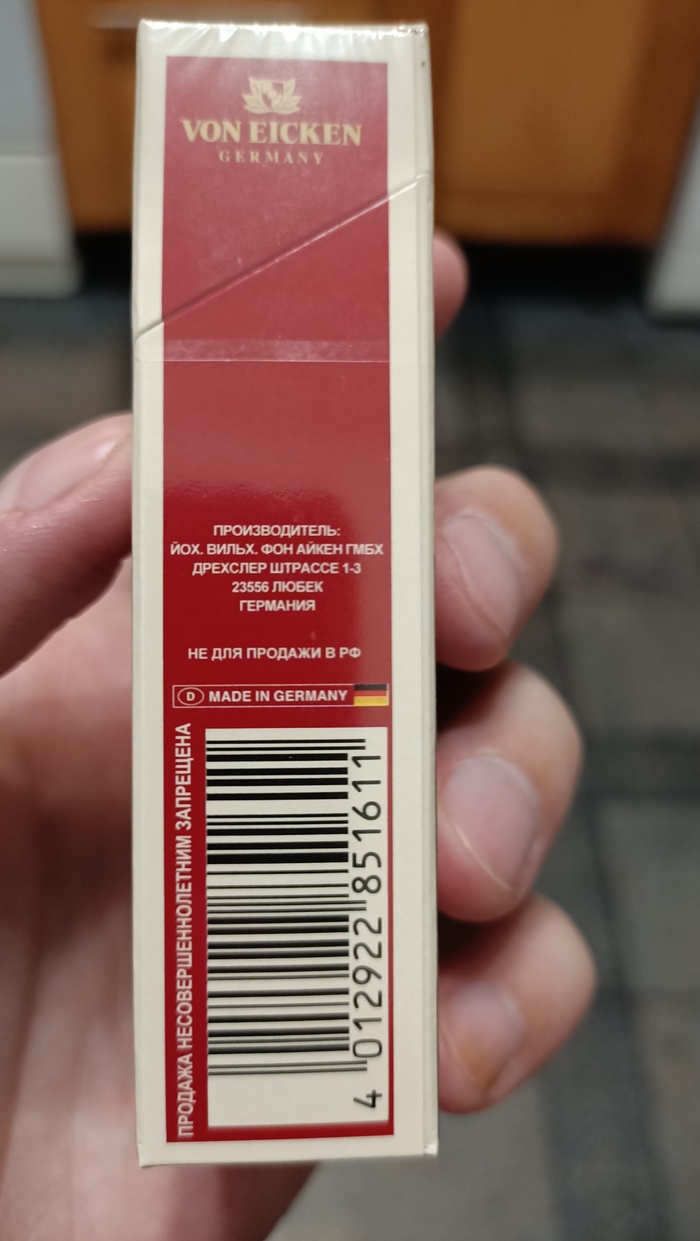 VON EICKEN
GERMANY
ПРОИЗВОДИТЕЛЬ:
ЙОХ. ВИЛЬХ. ФОН АЙКЕН ГМБХ
ДРЕХСЛЕР ШТРАССЕ 1-3
23556 ЛЮБЕК
ГЕРМАНИЯ
НЕ ДЛЯ ПРОДАЖИ В РФ
D MADE IN GERMANY
ПРОДАЖА НЕСОВЕРШЕННОЛЕТНИМ ЗАПРЕЩЕНА
4 012922 851611